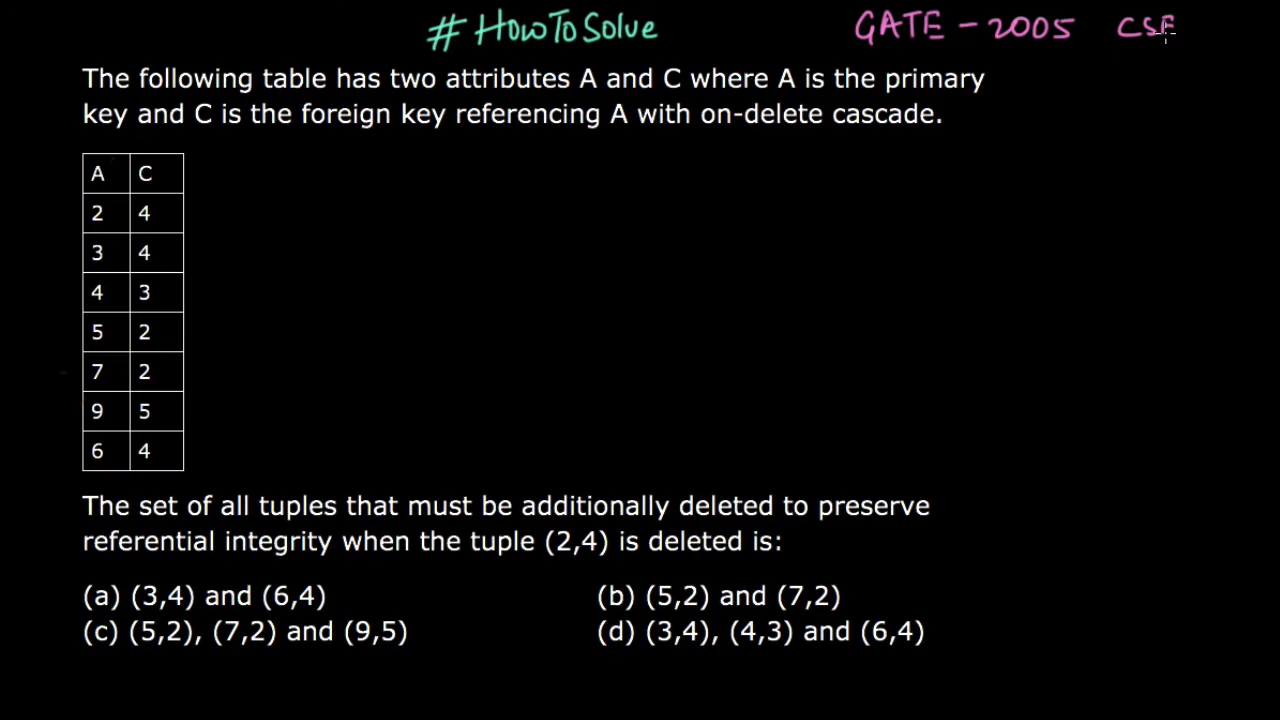 #HowToSolve GATE - 2005 CSE
The following table has two attributes A and C where A is the primary
key and C is the foreign key referencing A with on-delete cascade.
A C
2 4
3 4
4 3
5 2
7 2
9 5
6 4
The set of all tuples that must be additionally deleted to preserve
referential integrity when the tuple (2,4) is deleted is:
(a) (3,4) and (6,4) (b) (5,2) and (7,2)
(c) (5,2), (7,2) and (9,5) (d) (3,4), (4,3) and (6,4)